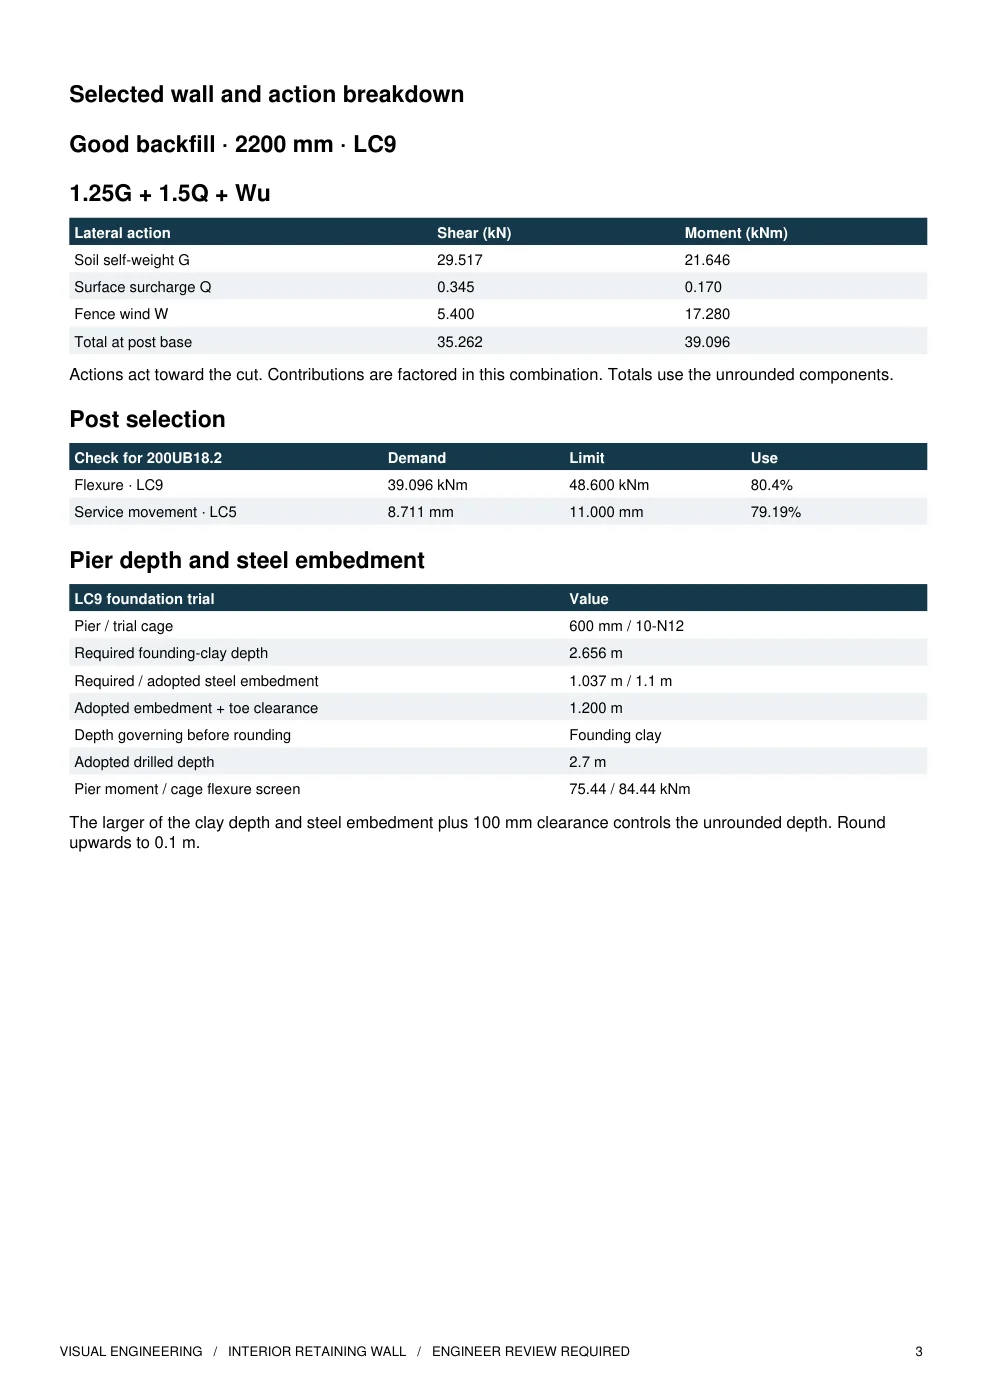 Selected wall and action breakdown
Good backfill · 2200 mm · LC9
1.25G + 1.5Q + Wu
Lateral action Shear (kN) Moment (kNm)
Soil self-weight G 29.517 21.646
Surface surcharge Q 0.345 0.170
Fence wind W 5.400 17.280
Total at post base 35.262 39.096
Actions act toward the cut. Contributions are factored in this combination. Totals use the unrounded components.
Post selection
Check for 200UB18.2 Demand Limit Use
Flexure · LC9 39.096 kNm 48.600 kNm 80.4%
Service movement · LC5 8.711 mm 11.000 mm 79.19%
Pier depth and steel embedment
LC9 foundation trial Value
Pier / trial cage 600 mm / 10-N12
Required founding-clay depth 2.656 m
Required / adopted steel embedment 1.037 m / 1.1 m
Adopted embedment + toe clearance 1.200 m
Depth governing before rounding Founding clay
Adopted drilled depth 2.7 m
Pier moment / cage flexure screen 75.44 / 84.44 kNm
The larger of the clay depth and steel embedment plus 100 mm clearance controls the unrounded depth. Round
upwards to 0.1 m.
VISUAL ENGINEERING / INTERIOR RETAINING WALL / ENGINEER REVIEW REQUIRED 3